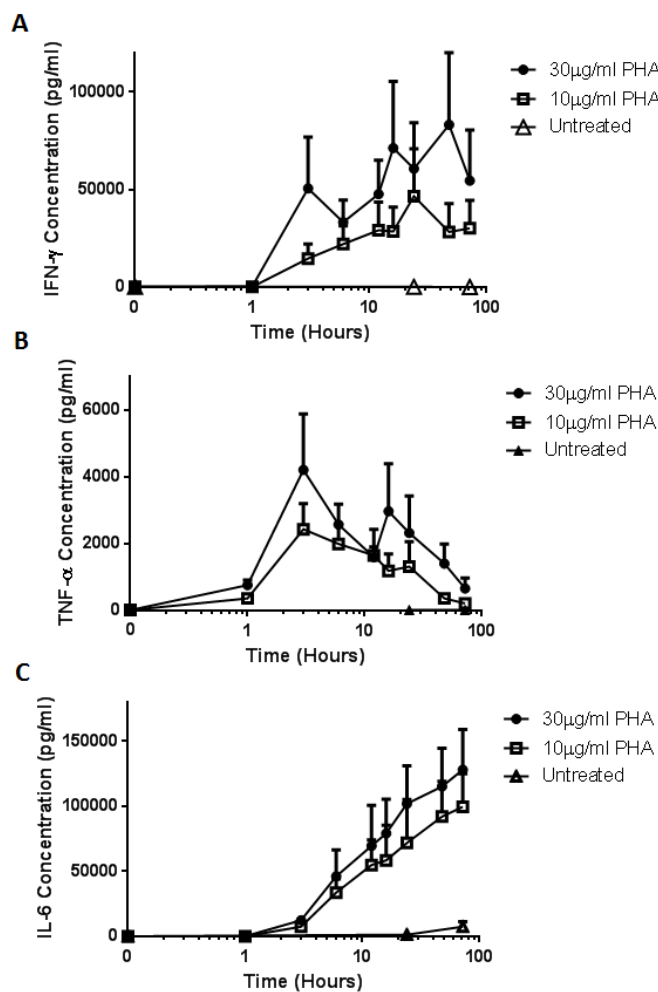 A
IFN-γ Concentration (pg/ml)
100000
50000
0
0 1 10 100
Time (Hours)
30μg/ml PHA
10μg/ml PHA
Untreated
B
TNF-α Concentration (pg/ml)
6000
4000
2000
0
0 1 10 100
Time (Hours)
30μg/ml PHA
10μg/ml PHA
Untreated
C
IL-6 Concentration (pg/ml)
150000
100000
50000
0
0 1 10 100
Time (Hours)
30μg/ml PHA
10μg/ml PHA
Untreated